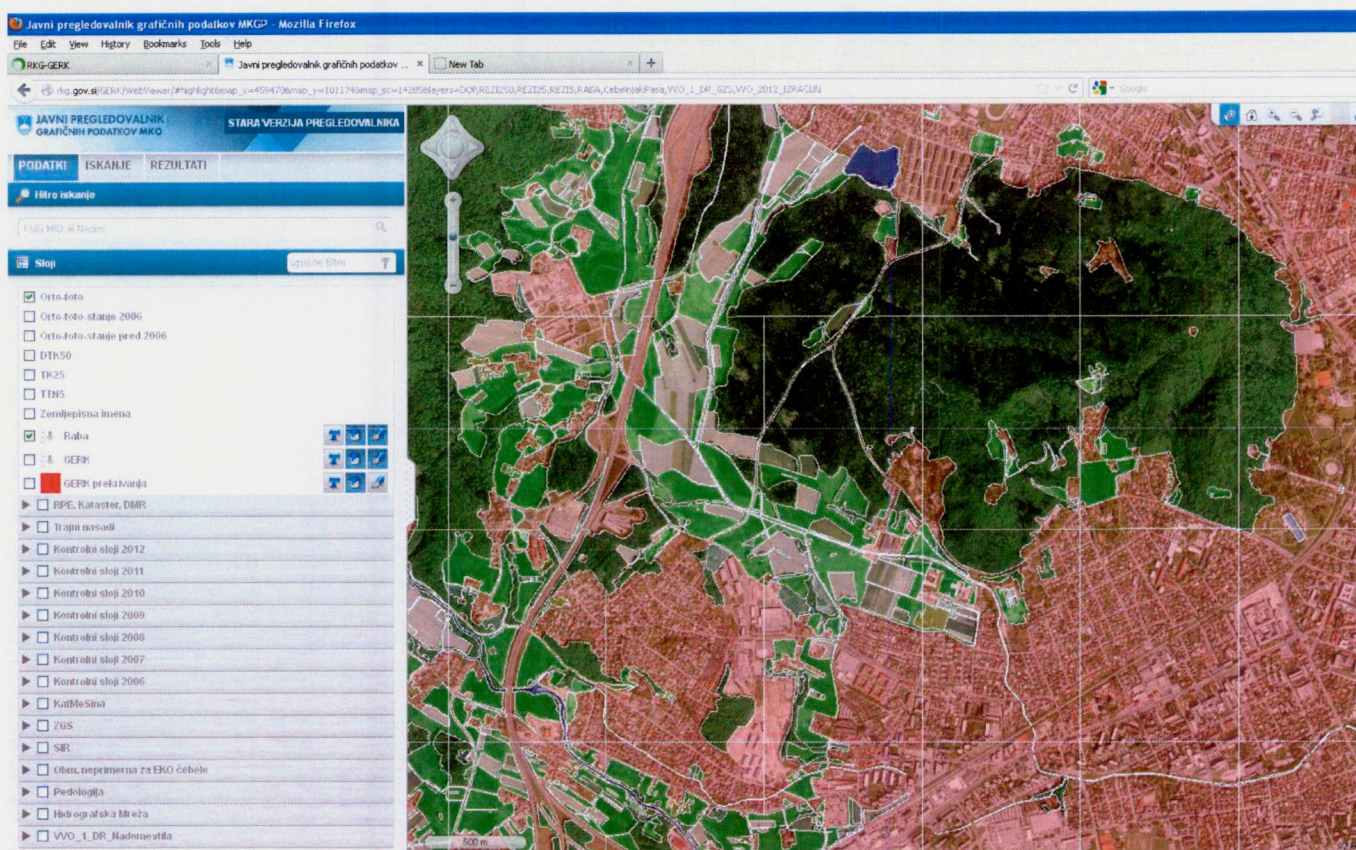 Javni pregledovalnik grafičnih podatkov MKGP - Mozilla Firefox
File Edit View History Bookmarks Tools Help
RKG-GERK
Javni pregledovalnik grafičnih podatkov ...
New Tab
Google
JAVNI PREGLEDOVALNIK
GRAFIČNIH PODATKOV MKO
STARA VERZIJA PREGLEDOVALNIKA
PODATKI ISKANJE REZULTATI
Hitro iskanje
Sloji
vpišite filter
Orto-foto
Orto-foto-stanje 2006
Orto-foto-stanje pred 2006
DTK50
TK25
TTN5
Zemljepisna imena
Raba
GERK
GERK prekrivanja
RPE, Kataster, DMR
Trajni nasadi
Kontrolni sloji 2012
Kontrolni sloji 2011
Kontrolni sloji 2010
Kontrolni sloji 2009
Kontrolni sloji 2008
Kontrolni sloji 2007
Kontrolni sloji 2006
KatMeSina
ZGS
SIR
Obm. neprimerna za EKO čebele
Pedologija
Hidrografska Mreža
VVO_1_DR_Nadomestila
500 m